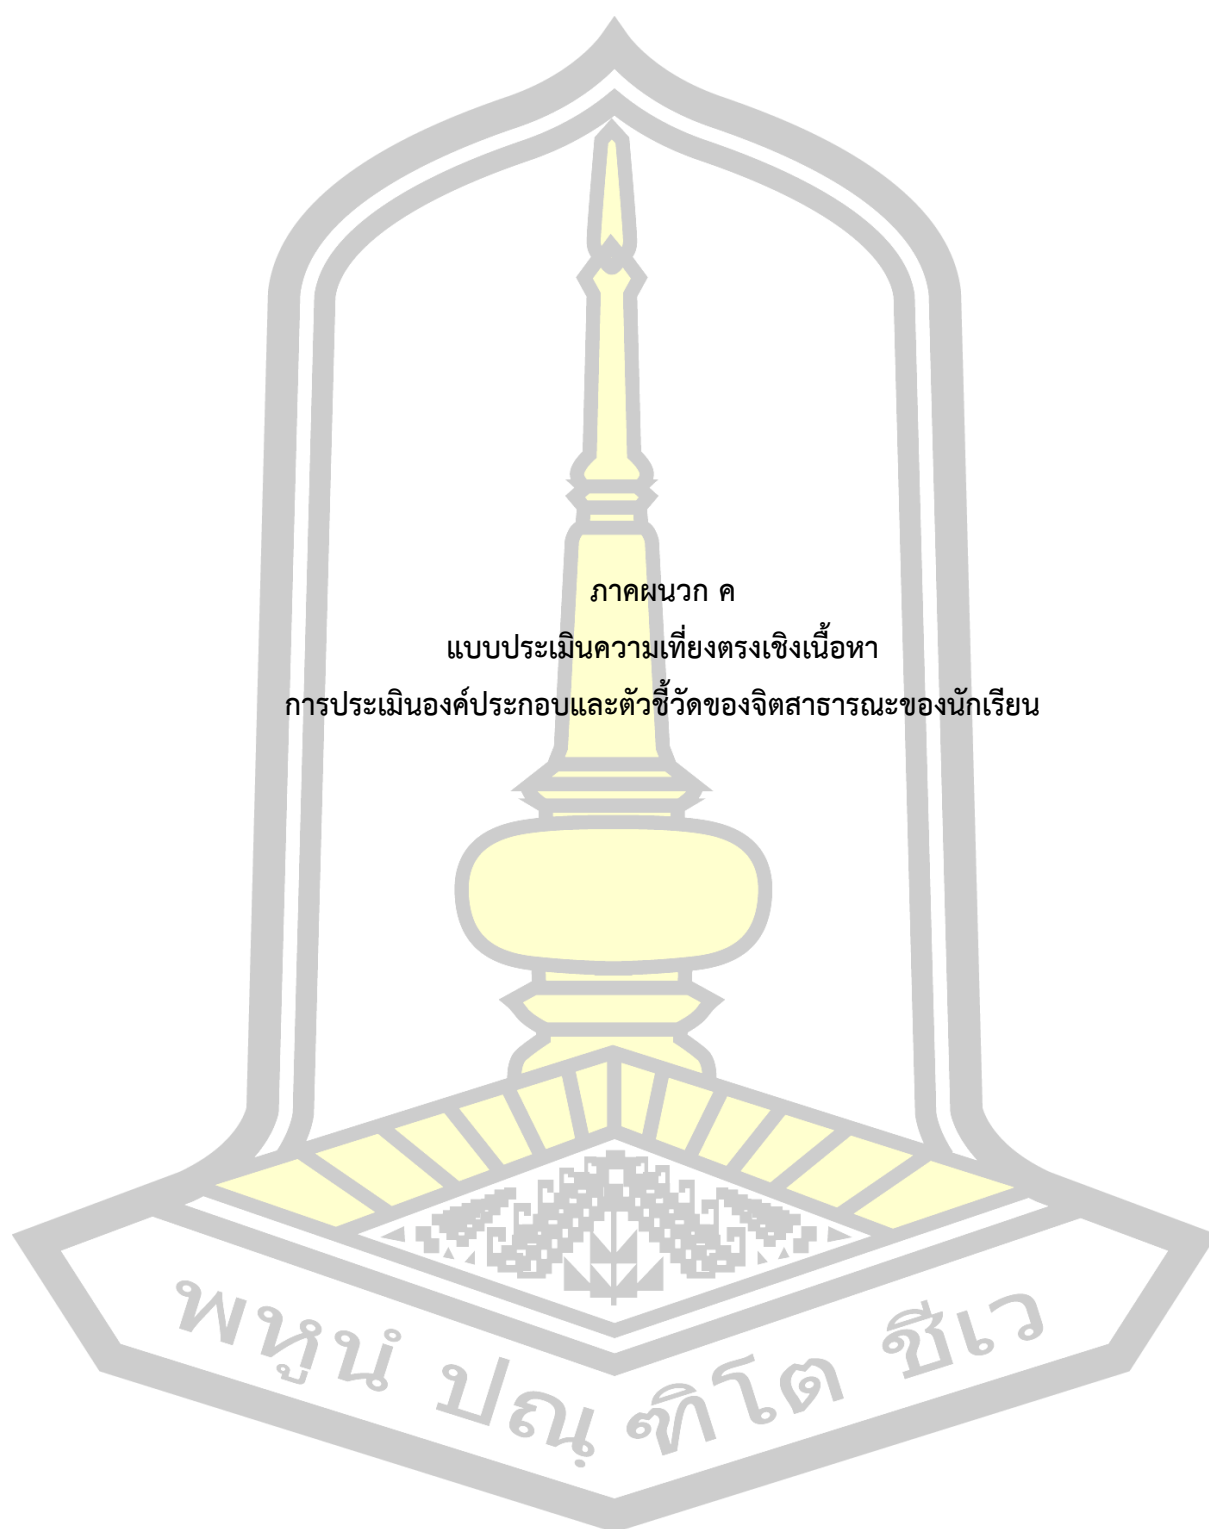 ภาคผนวก ค
แบบประเมินความเที่ยงตรงเชิงเนื้อหา
การประเมินองค์ประกอบและตัวชี้วัดของจิตสาธารณะของนักเรียน
พหูนํ ปณฺฑิโต ชีเว